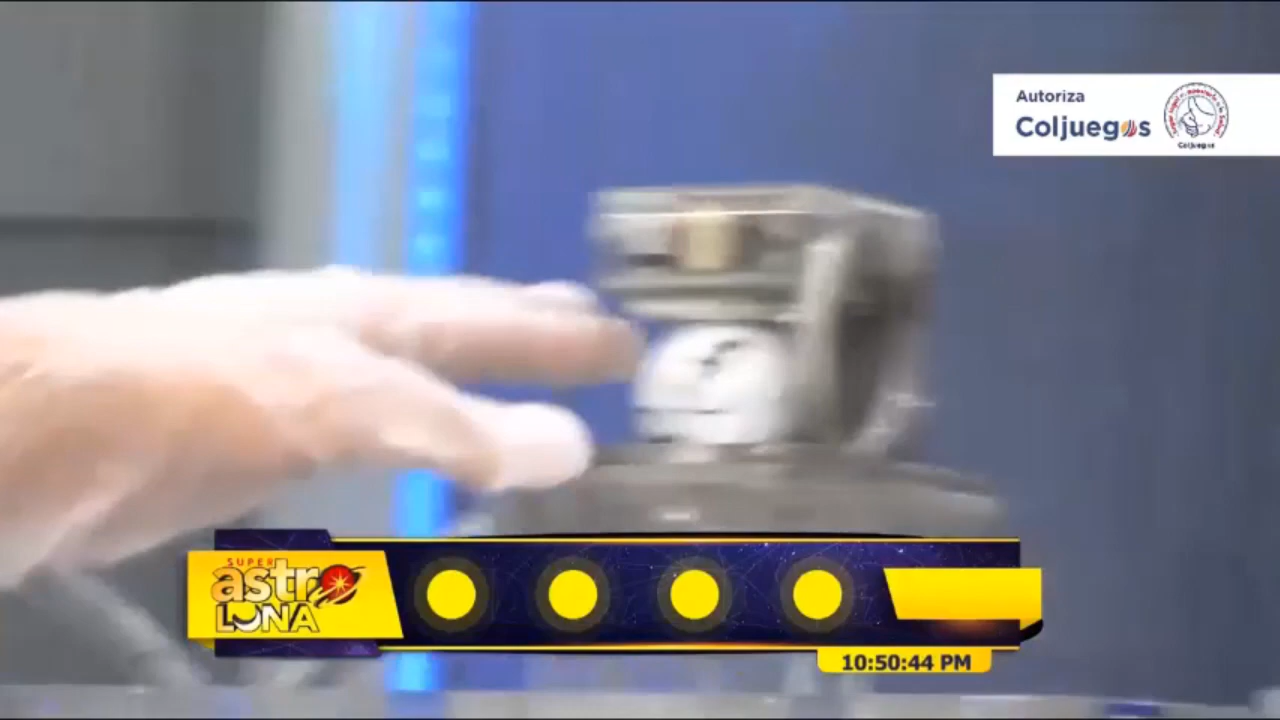 Autoriza
Coljuegos
Coljuegos
SUPER
astro
LUNA
10:50:44 PM